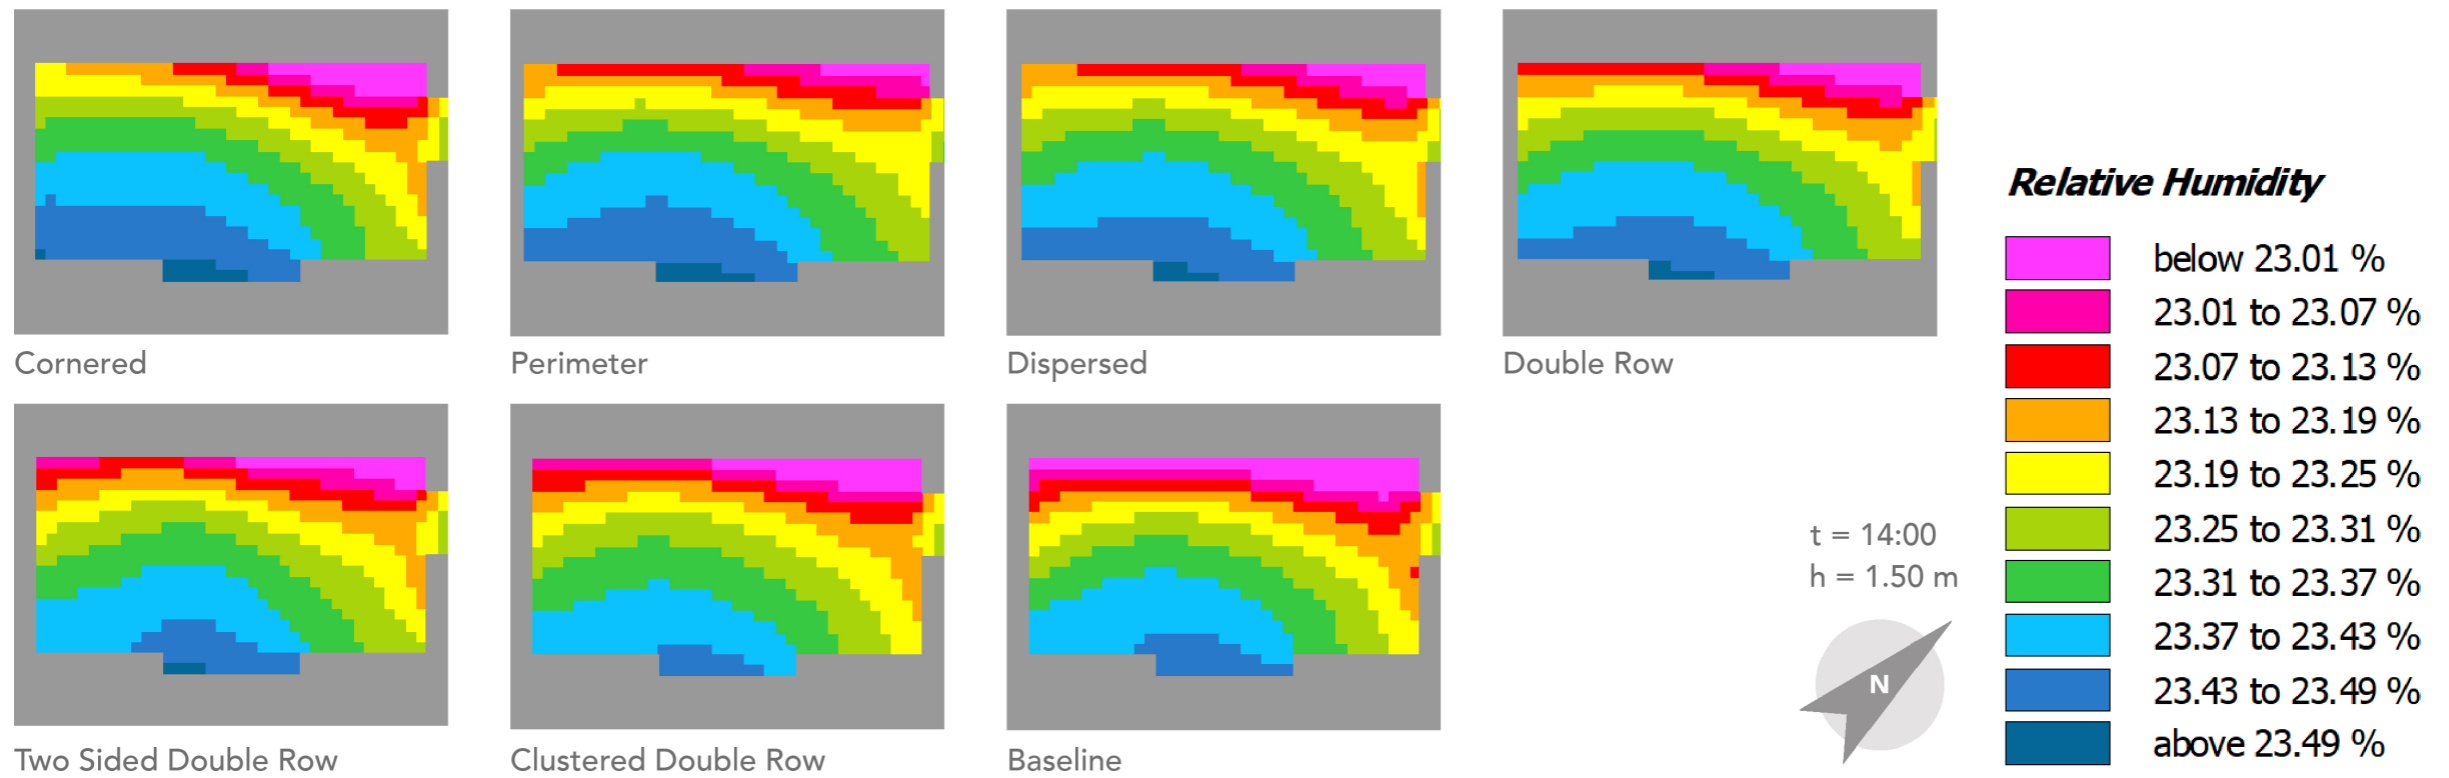 Cornered
Perimeter
Dispersed
Double Row
Two Sided Double Row
Clustered Double Row
Baseline
t = 14:00
h = 1.50 m
N
Relative Humidity
below 23.01 %
23.01 to 23.07 %
23.07 to 23.13 %
23.13 to 23.19 %
23.19 to 23.25 %
23.25 to 23.31 %
23.31 to 23.37 %
23.37 to 23.43 %
23.43 to 23.49 %
above 23.49 %